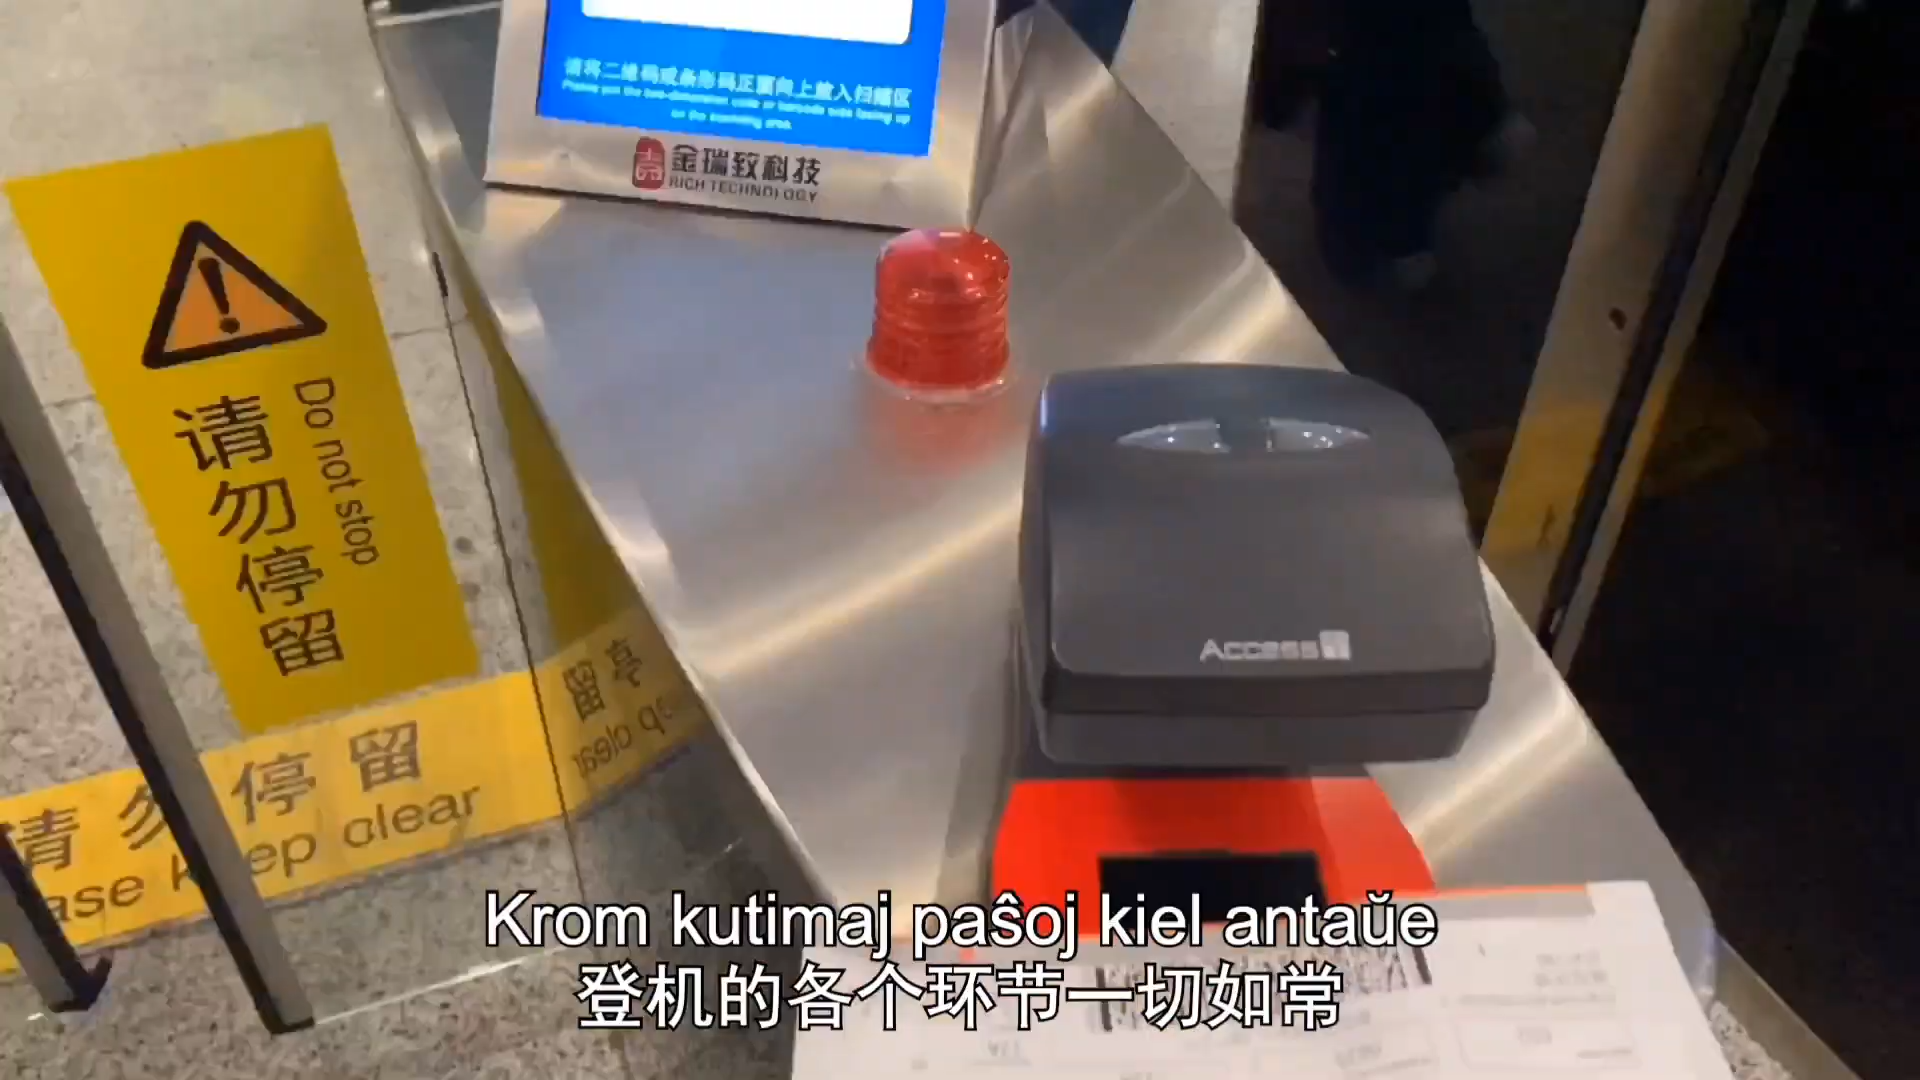 请将二维码或条形码正面向上放入扫描区
Please put the two-dimension code or barcode side facing up
on the scanning area.
金瑞致科技
RICH TECHNOLOGY
请勿停留
Do not stop
请勿停留
ase keep clear
Access
Krom kutimaj paŝoj kiel antaŭe
登机的各个环节一切如常